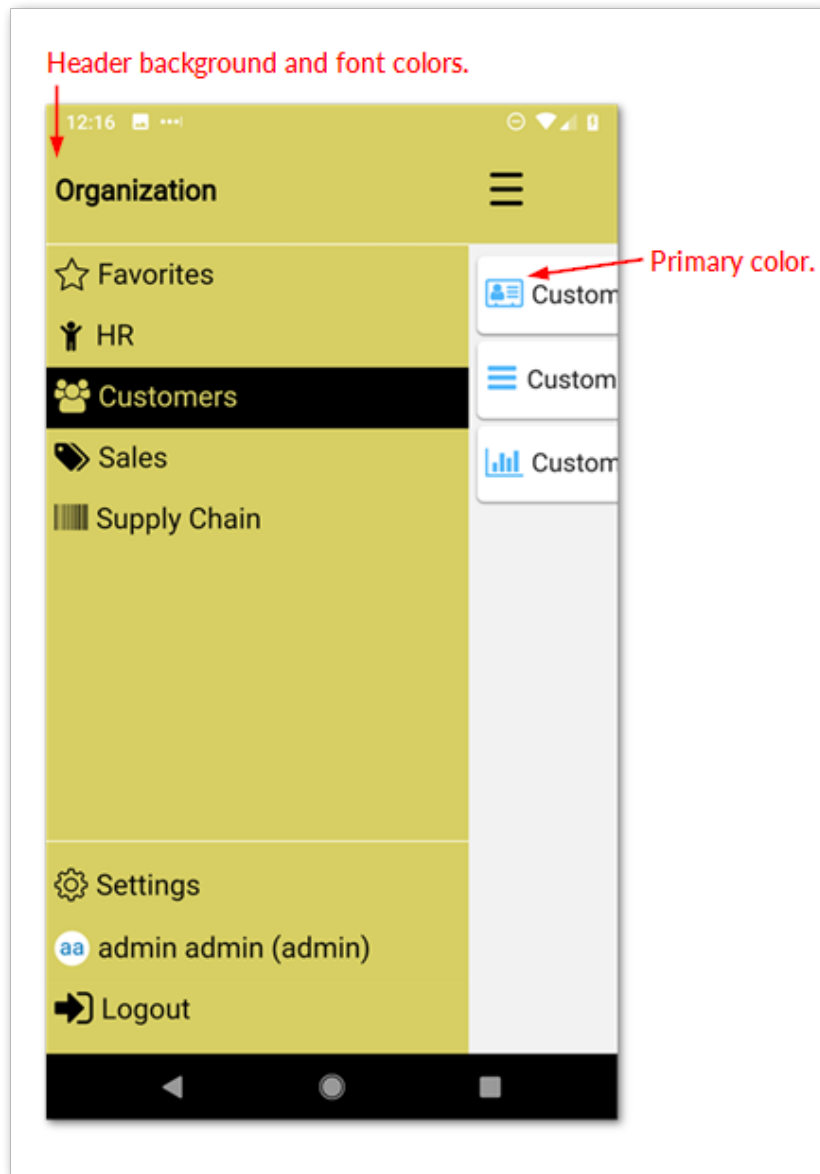 Header background and font colors.
12:16
Organization
Primary color.
Favorites
Custom
HR
Customers
Custom
Sales
Custom
Supply Chain
Settings
aa admin admin (admin)
Logout